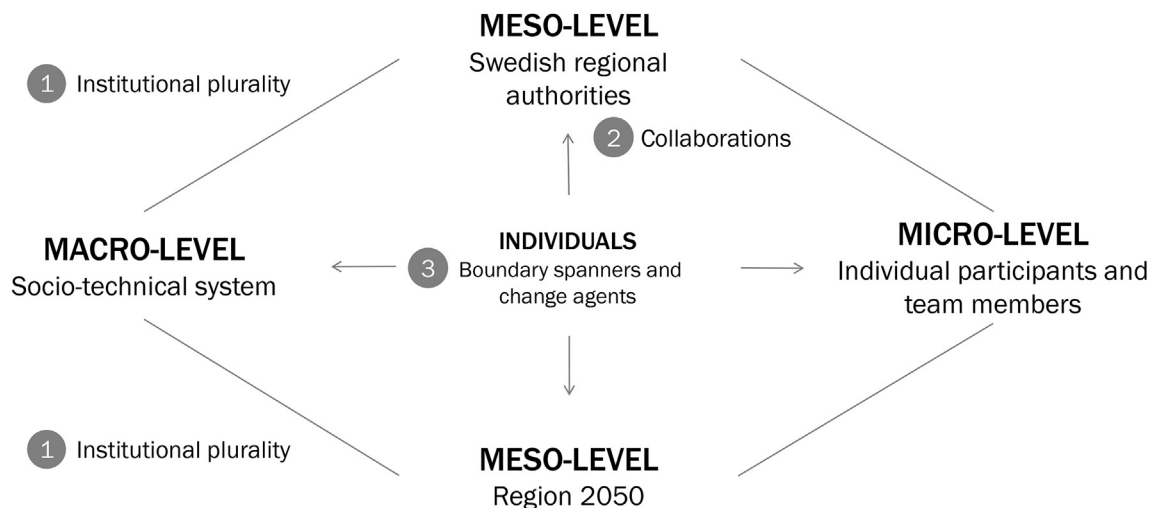 MESO-LEVEL
Swedish regional
authorities
1 Institutional plurality
2 Collaborations
MACRO-LEVEL
Socio-technical system
3 INDIVIDUALS
Boundary spanners and
change agents
MICRO-LEVEL
Individual participants and
team members
1 Institutional plurality
MESO-LEVEL
Region 2050